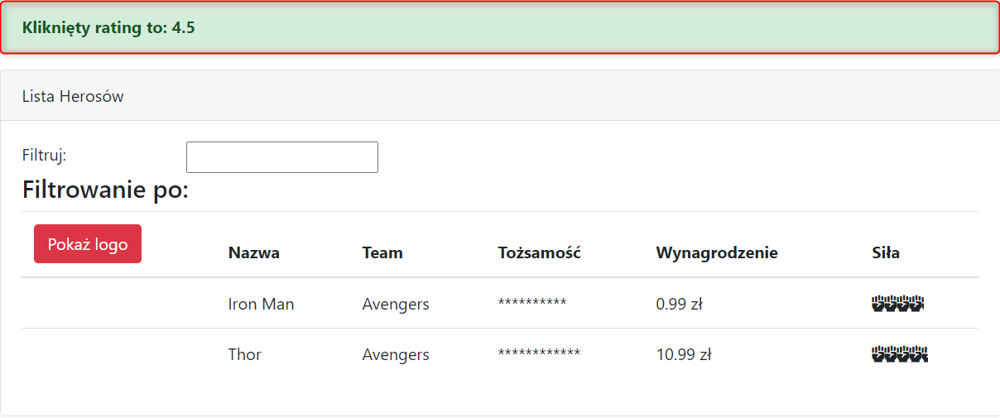 Kliknięty rating to: 4.5
Lista Herosów
Filtruj:
Filtrowanie po:
Pokaż logo Nazwa Team Tożsamość Wynagrodzenie Siła
Iron Man Avengers ********** 0.99 zł
Thor Avengers ************ 10.99 zł